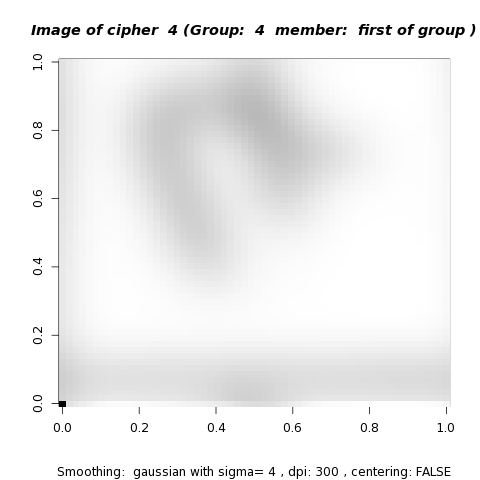 Image of cipher 4 (Group: 4 member: first of group )
1.0
0.8
0.6
0.4
0.2
0.0
0.0 0.2 0.4 0.6 0.8 1.0
Smoothing: gaussian with sigma= 4 , dpi: 300 , centering: FALSE